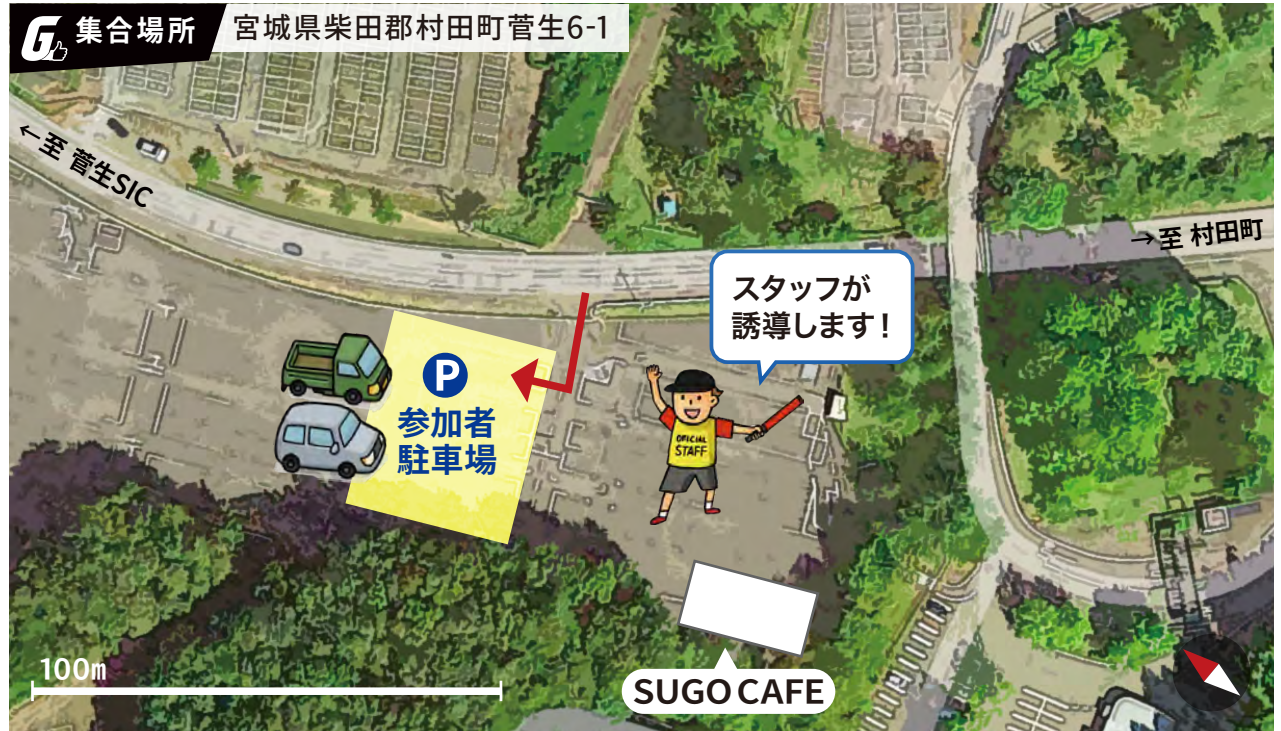 G 集合場所 宮城県柴田郡村田町菅生6-1
←至 菅生SIC
→至 村田町
スタッフが
誘導します!
P
参加者
駐車場
OFICIAL
STAFF
100m
SUGO CAFE